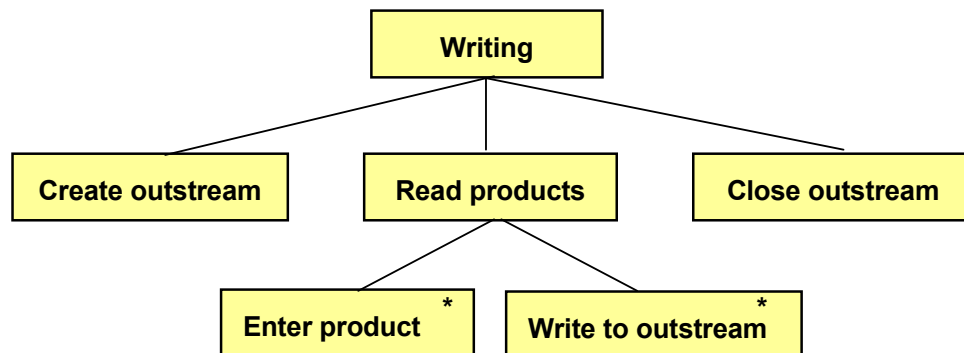 Writing
Create outstream
Read products
Close outstream
Enter product *
Write to outstream *